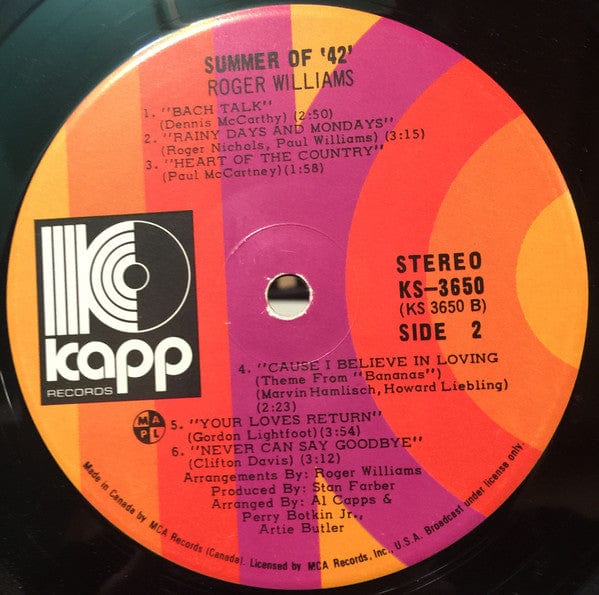 SUMMER OF '42'
ROGER WILLIAMS
1. "BACH TALK"
(Dennis McCarthy) (2:50)
2. "RAINY DAYS AND MONDAYS"
(Roger Nichols, Paul Williams) (3:15)
3. "HEART OF THE COUNTRY"
(Paul McCartney) (1:58)
kapp
RECORDS
STEREO
KS-3650
(KS 3650 B)
SIDE 2
4. "CAUSE I BELIEVE IN LOVING
(Theme From "Bananas")
(Marvin Hamlisch, Howard Liebling)
(2:23)
M A P L
5. "YOUR LOVES RETURN"
(Gordon Lightfoot) (3:54)
6. "NEVER CAN SAY GOODBYE"
(Clifton Davis) (3:12)
Arrangements By: Roger Williams
Produced By: Stan Farber
Arranged By: Al Capps &
Perry Botkin Jr.,
Artie Butler
Made in Canada by MCA Records (Canada). Licensed by MCA Records, Inc., U.S.A. Broadcast under license only.